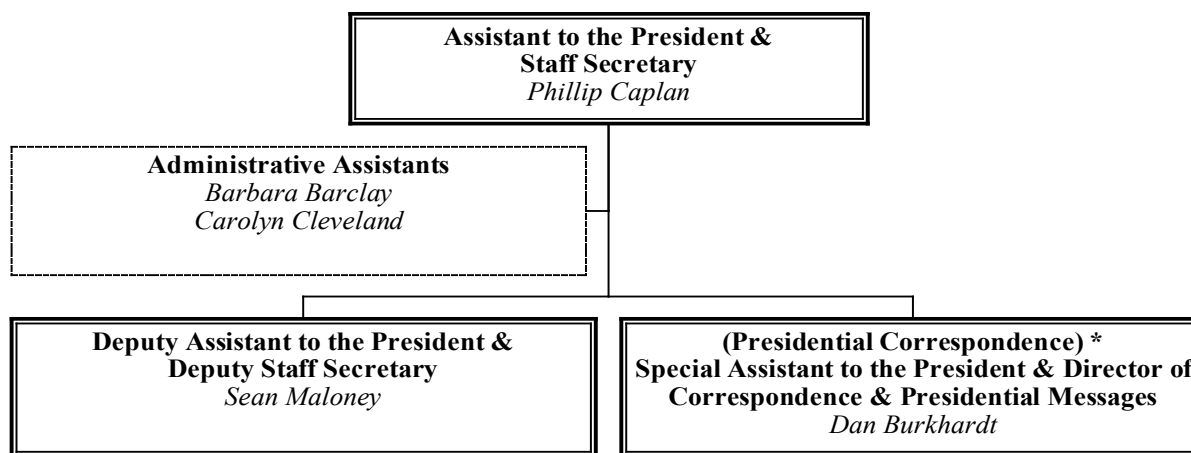 Assistant to the President &
Staff Secretary
Phillip Caplan
Administrative Assistants
Barbara Barclay
Carolyn Cleveland
Deputy Assistant to the President &
Deputy Staff Secretary
Sean Maloney
(Presidential Correspondence) *
Special Assistant to the President & Director of
Correspondence & Presidential Messages
Dan Burkhardt